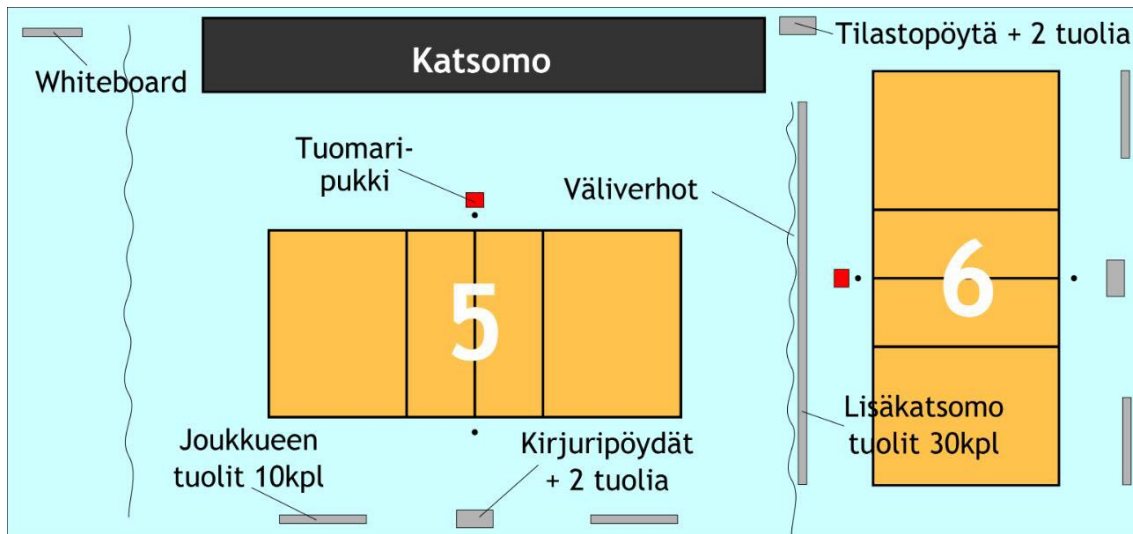 Whiteboard
Katsomo
Tilastopöytä + 2 tuolia
Tuomari-
pukki
Väliverhot
5
6
Joukkueen
tuolit 10kpl
Kirjuripöydät
+ 2 tuolia
Lisäkatsomo
tuolit 30kpl